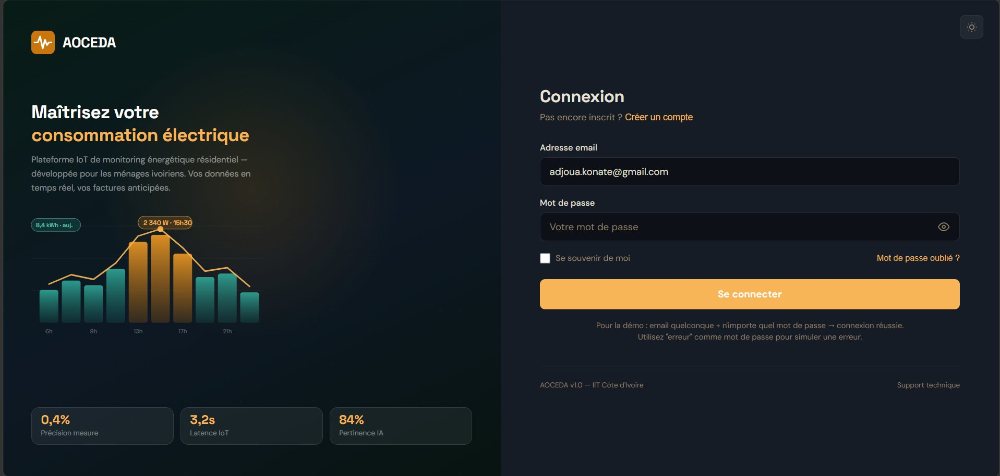 AOCEDA
Maîtrisez votre
consommation électrique
Plateforme IoT de monitoring énergétique résidentiel —
développée pour les ménages ivoiriens. Vos données en
temps réel, vos factures anticipées.
8,4 kWh · auj.
2 340 W · 15h30
6h
9h
13h
17h
21h
0,4%
Précision mesure
3,2s
Latence IoT
84%
Pertinence IA
Connexion
Pas encore inscrit ? Créer un compte
Adresse email
adjoua.konate@gmail.com
Mot de passe
Votre mot de passe
Se souvenir de moi
Mot de passe oublié ?
Se connecter
Pour la démo : email quelconque + n'importe quel mot de passe → connexion réussie.
Utilisez "erreur" comme mot de passe pour simuler une erreur.
AOCEDA v1.0 — IIT Côte d'Ivoire
Support technique